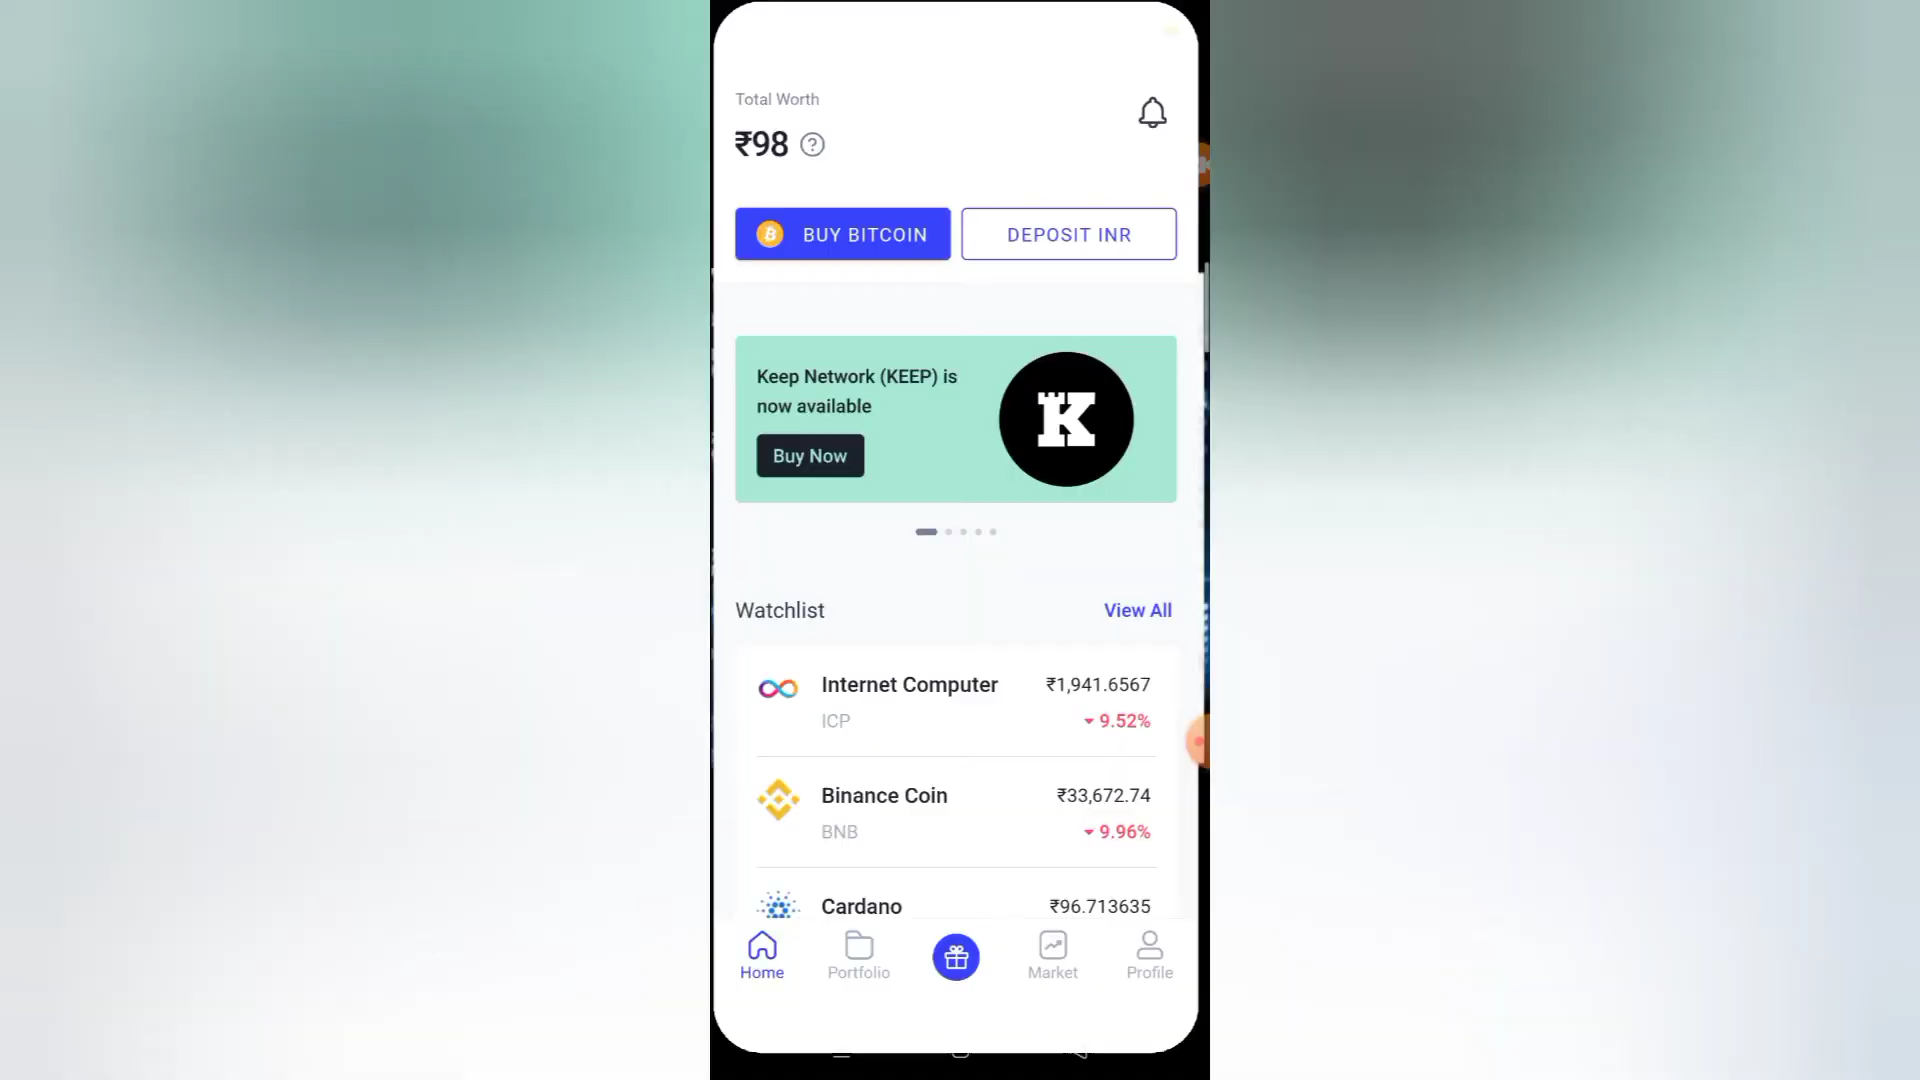 Total Worth
₹98
BUY BITCOIN
DEPOSIT INR
Keep Network (KEEP) is
now available
Buy Now
K
Watchlist
View All
Internet Computer
₹1,941.6567
ICP
9.52%
Binance Coin
₹33,672.74
BNB
9.96%
Cardano
₹96.713635
Home
Portfolio
Market
Profile